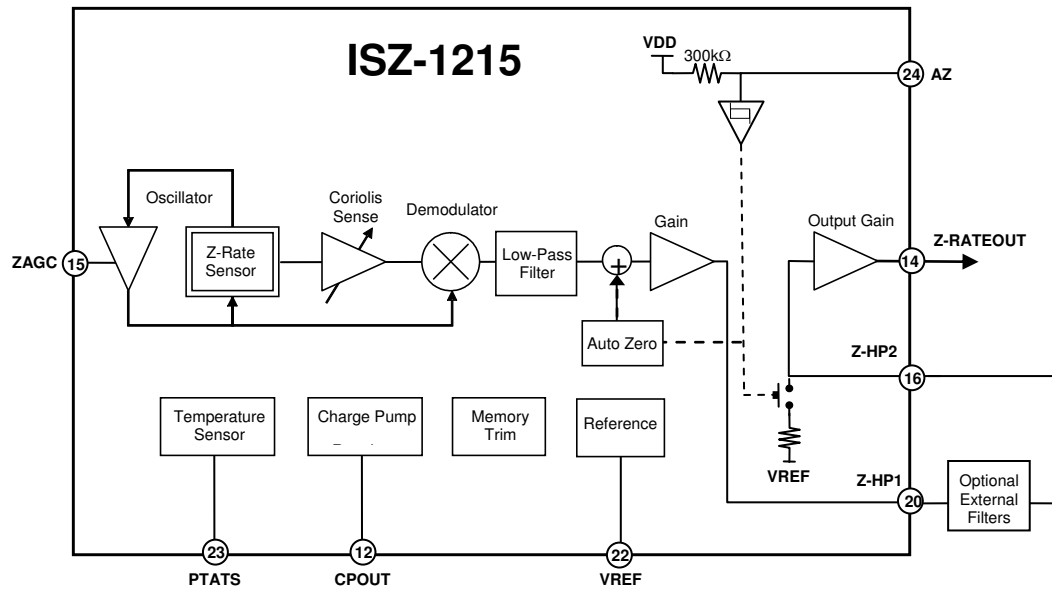 ISZ-1215
VDD
300kΩ
24
AZ
Oscillator
Coriolis
Sense
Demodulator
Gain
Output Gain
Z-RATEOUT
ZAGC
15
Z-Rate
Sensor
Low-Pass
Filter
+
14
Auto Zero
Z-HP2
16
Temperature
Sensor
Charge Pump
Memory
Trim
Reference
VREF
Z-HP1
20
Optional
External
Filters
23
12
22
PTATS
CPOUT
VREF